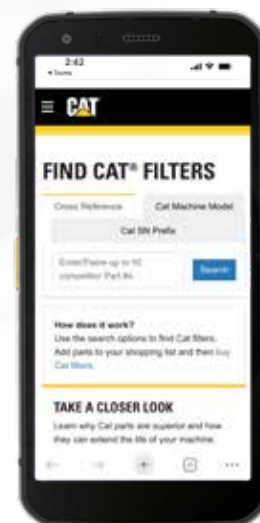 2:42
CAT
FIND CAT® FILTERS
Cross Reference
Cat Machine Model
Cat SN Prefix
Enter/Paste up to 50
competitor Part #s
Search
How does it work?
Use the search options to find Cat filters.
Add parts to your shopping list and then buy
Cat filters.
TAKE A CLOSER LOOK
Learn why Cat parts are superior and how
they can extend the life of your machine.